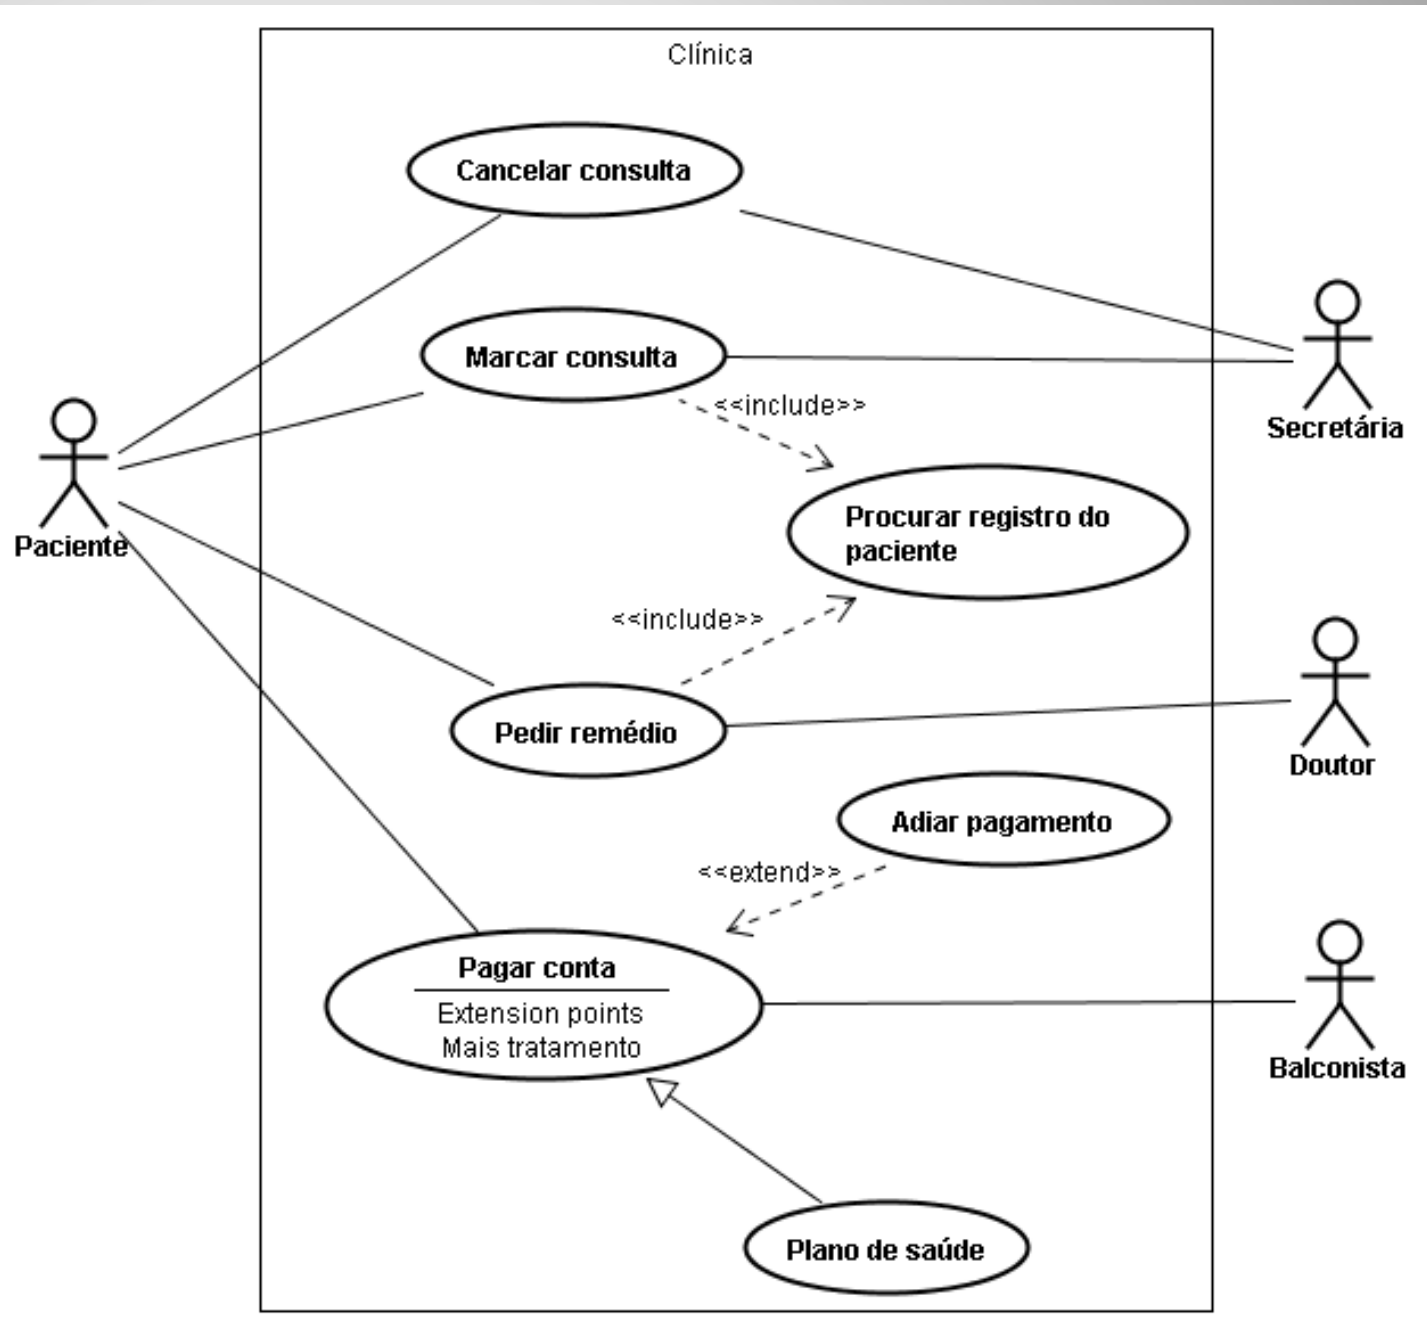 Clínica
Cancelar consulta
Marcar consulta
<<include>>
Secretária
Procurar registro do
paciente
Paciente
<<include>>
Pedir remédio
Doutor
Adiar pagamento
<<extend>>
Pagar conta
Extension points
Mais tratamento
Balconista
Plano de saúde